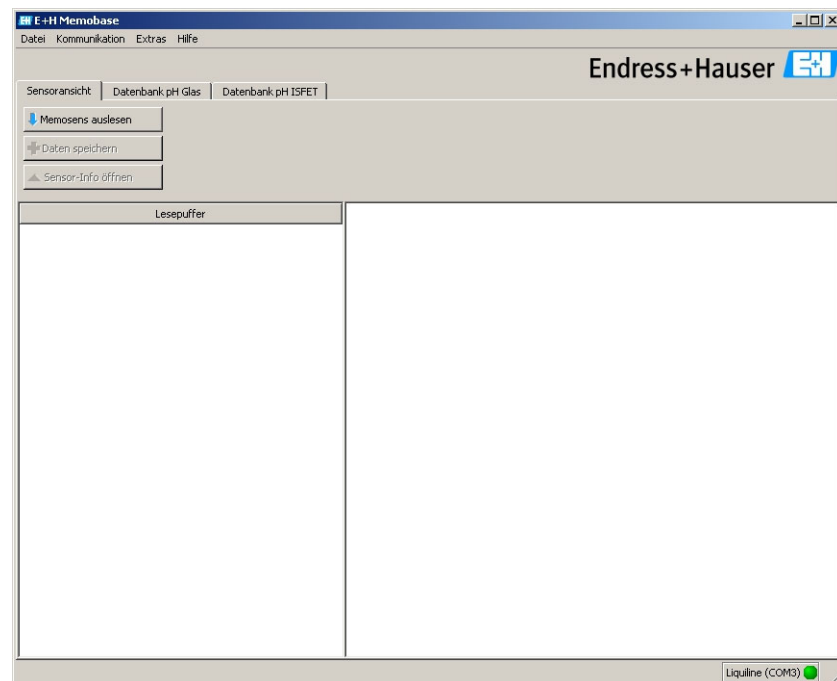 E+H Memobase
Datei Kommunikation Extras Hilfe
Endress+Hauser E+H
Sensoransicht Datenbank pH Glas Datenbank pH ISFET
Memosens auslesen
Daten speichern
Sensor-Info öffnen
Lesepuffer
Liquiline (COM3)